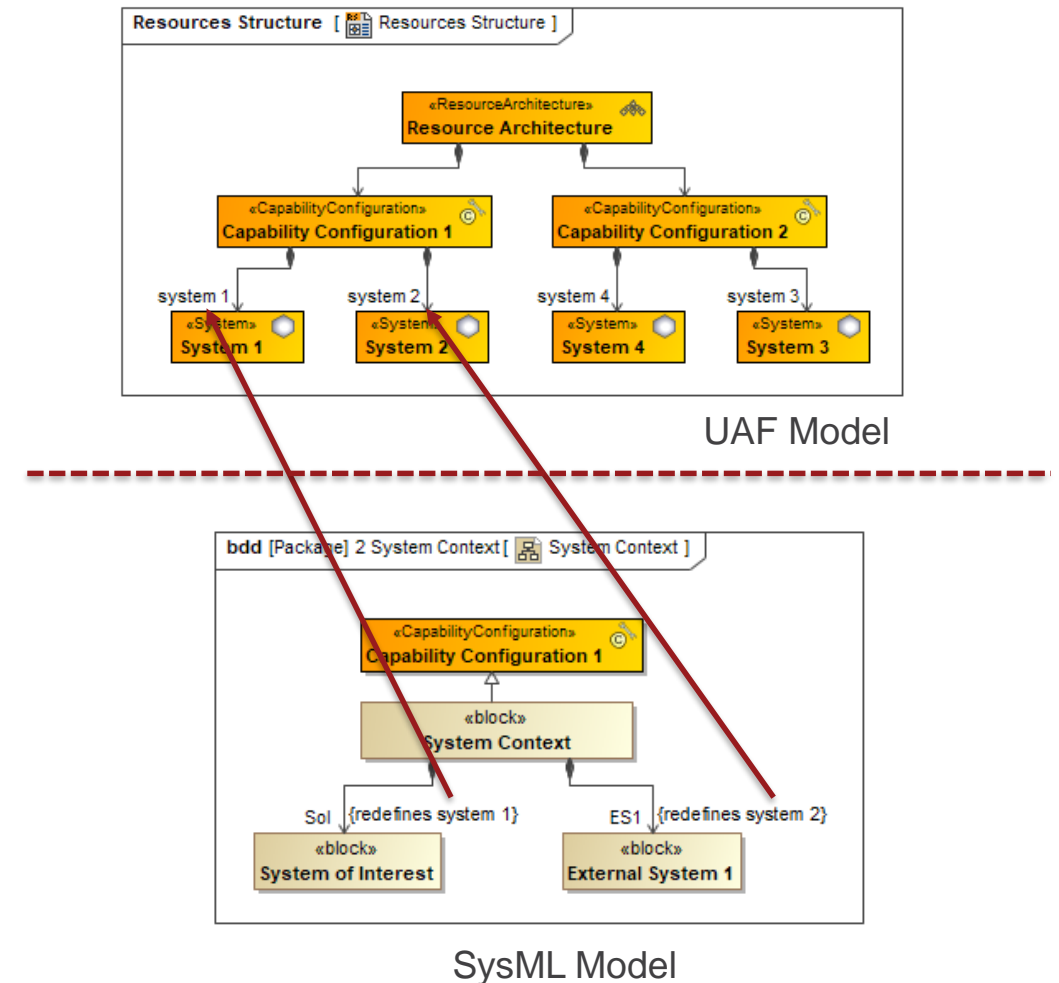 Resources Structure [ Resources Structure ]
«ResourceArchitecture»
Resource Architecture
«CapabilityConfiguration»
Capability Configuration 1
«CapabilityConfiguration»
Capability Configuration 2
system 1
system 2
system 4
system 3
«System»
System 1
«System»
System 2
«System»
System 4
«System»
System 3
UAF Model
bdd [Package] 2 System Context [ System Context ]
«CapabilityConfiguration»
Capability Configuration 1
«block»
System Context
SoI {redefines system 1}
ES1 {redefines system 2}
«block»
System of Interest
«block»
External System 1
SysML Model